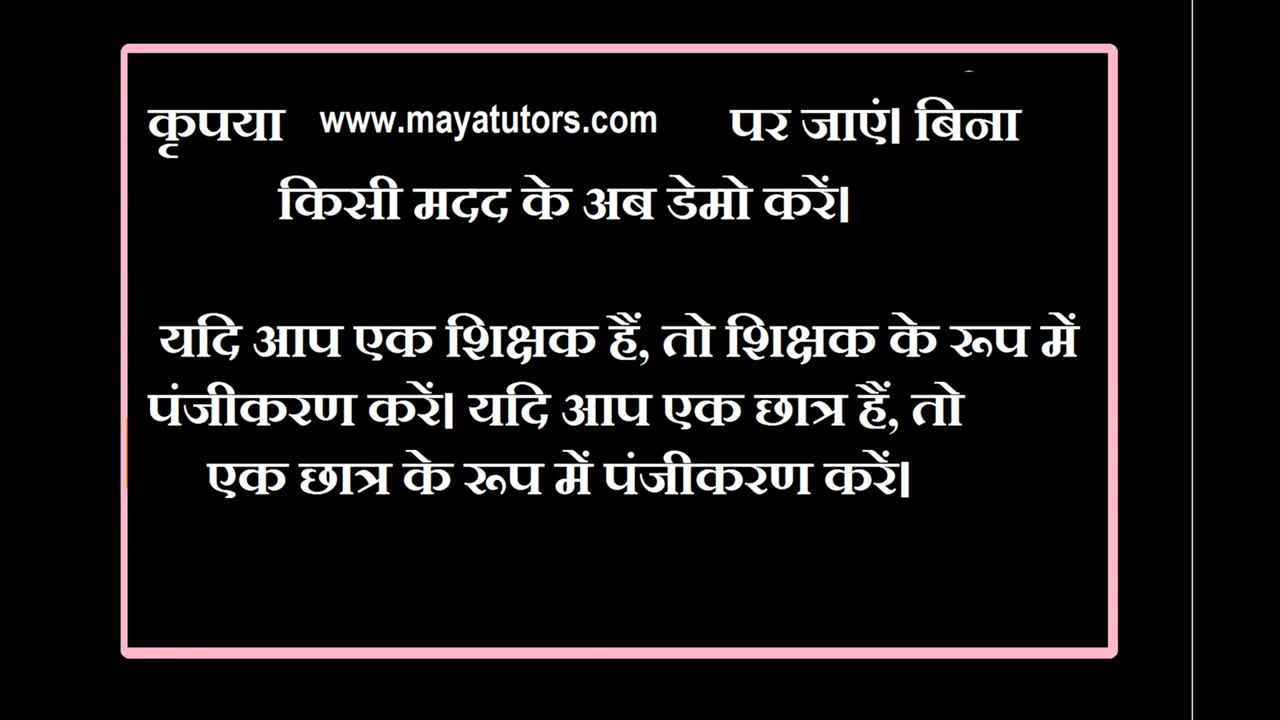 कृपया www.mayatutors.com पर जाएं। बिना
किसी मदद के अब डेमो करें।
यदि आप एक शिक्षक हैं, तो शिक्षक के रूप में
पंजीकरण करें। यदि आप एक छात्र हैं, तो
एक छात्र के रूप में पंजीकरण करें।